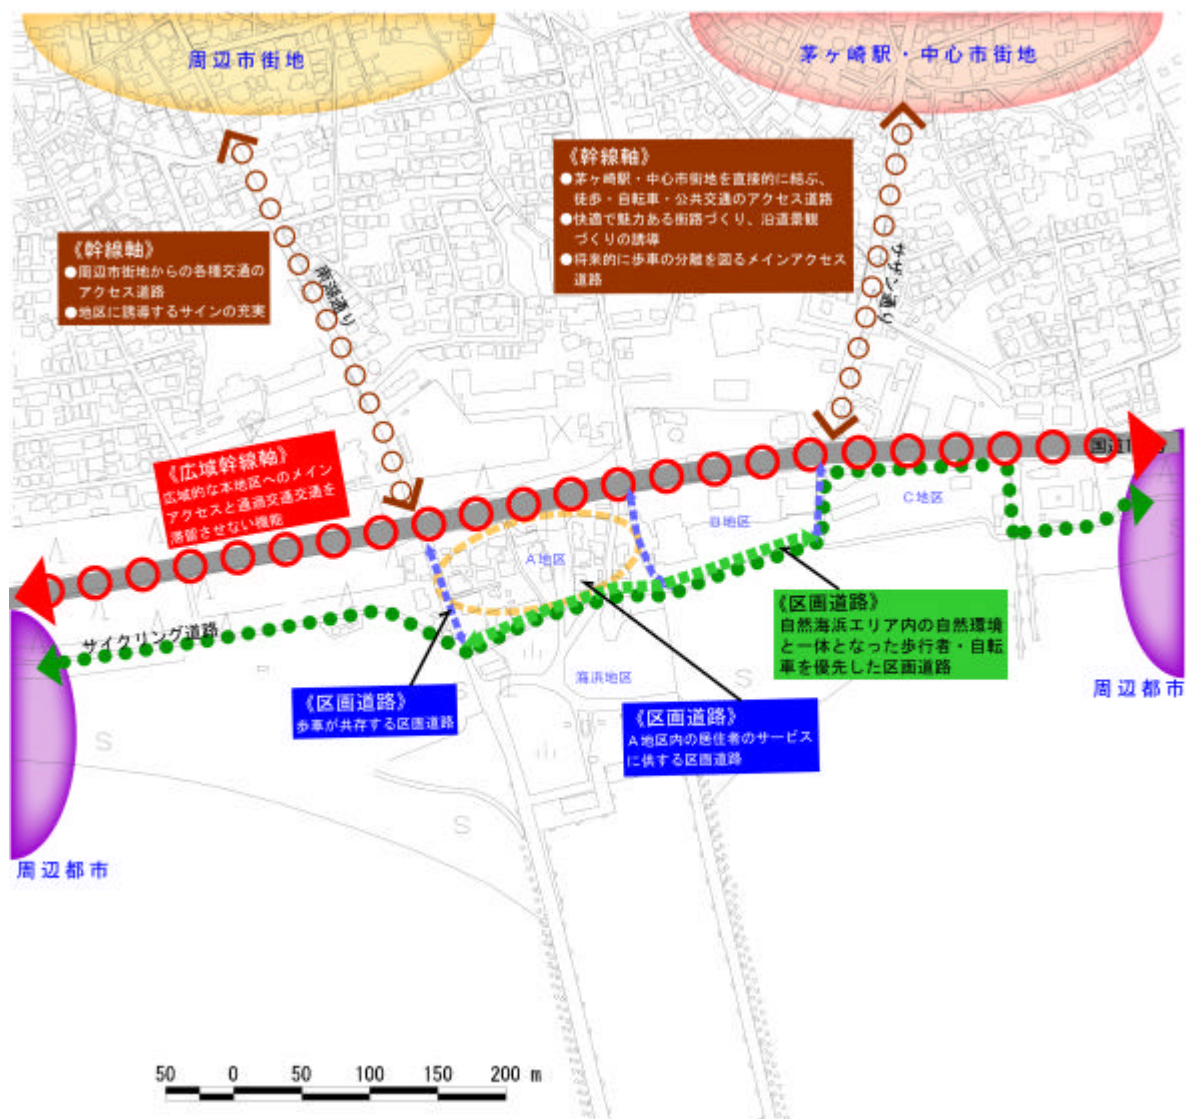 周辺市街地
茅ヶ崎駅・中心市街地
《幹線軸》
●茅ヶ崎駅・中心市街地を直接的に結ぶ、
徒歩・自転車・公共交通のアクセス道路
●快適で魅力ある街路づくり、沿道景観
づくりの誘導
●将来的に歩車の分離を図るメインアクセス
道路
《幹線軸》
●周辺市街地からの各種交通の
アクセス道路
●地区に誘導するサインの充実
南湖通り
サザン通り
《広域幹線軸》
広域的な本地区へのメイン
アクセスと通過交通交通を
滞留させない機能
国道1
A地区
B地区
C地区
サイクリング道路
《区画道路》
自然海浜エリア内の自然環境
と一体となった歩行者・自転
車を優先した区画道路
海浜地区
《区画道路》
歩車が共存する区画道路
《区画道路》
A地区内の居住者のサービス
に供する区画道路
周辺都市
周辺都市
S
S
S
50 0 50 100 150 200 m